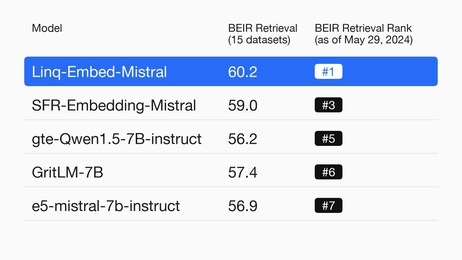 Model BEIR Retrieval BEIR Retrieval Rank
(15 datasets) (as of May 29, 2024)
Linq-Embed-Mistral 60.2 #1
SFR-Embedding-Mistral 59.0 #3
gte-Qwen1.5-7B-instruct 56.2 #5
GritLM-7B 57.4 #6
e5-mistral-7b-instruct 56.9 #7